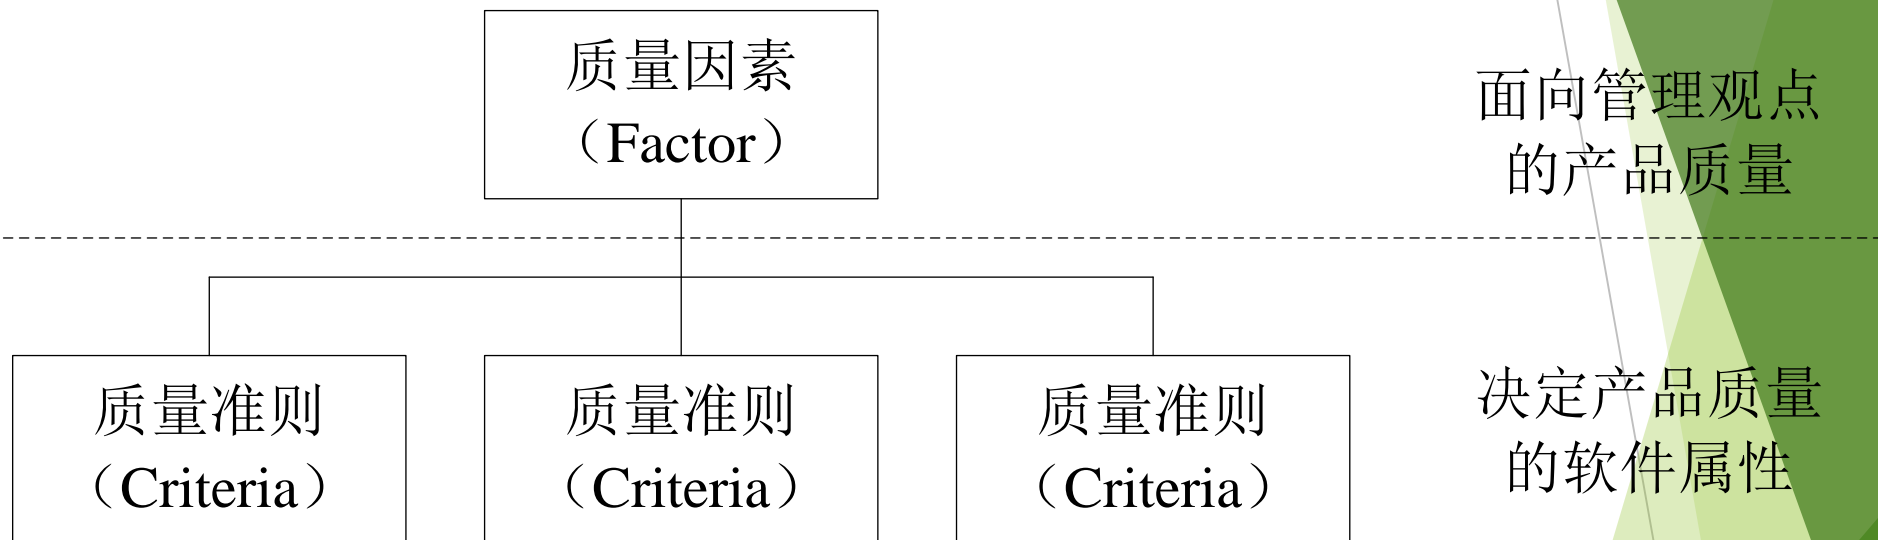 质量因素
（Factor）
面向管理观点
的产品质量
质量准则
（Criteria）
质量准则
（Criteria）
质量准则
（Criteria）
决定产品质量
的软件属性